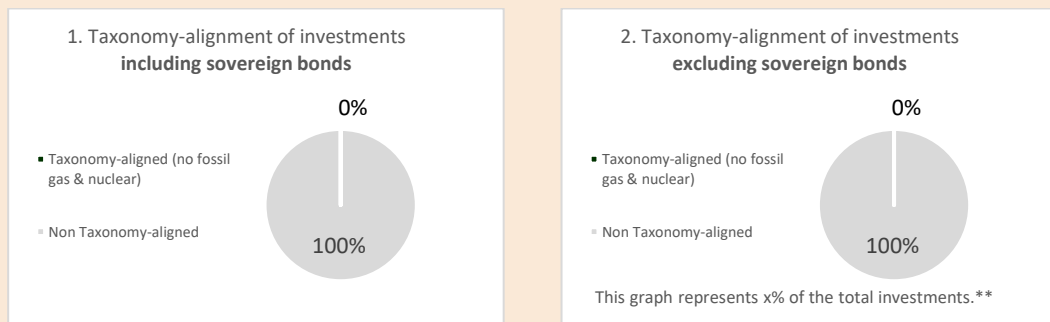 1. Taxonomy-alignment of investments
including sovereign bonds
0%
Taxonomy-aligned (no fossil
gas & nuclear)
Non Taxonomy-aligned
100%
2. Taxonomy-alignment of investments
excluding sovereign bonds
0%
Taxonomy-aligned (no fossil
gas & nuclear)
Non Taxonomy-aligned
100%
This graph represents x% of the total investments.**